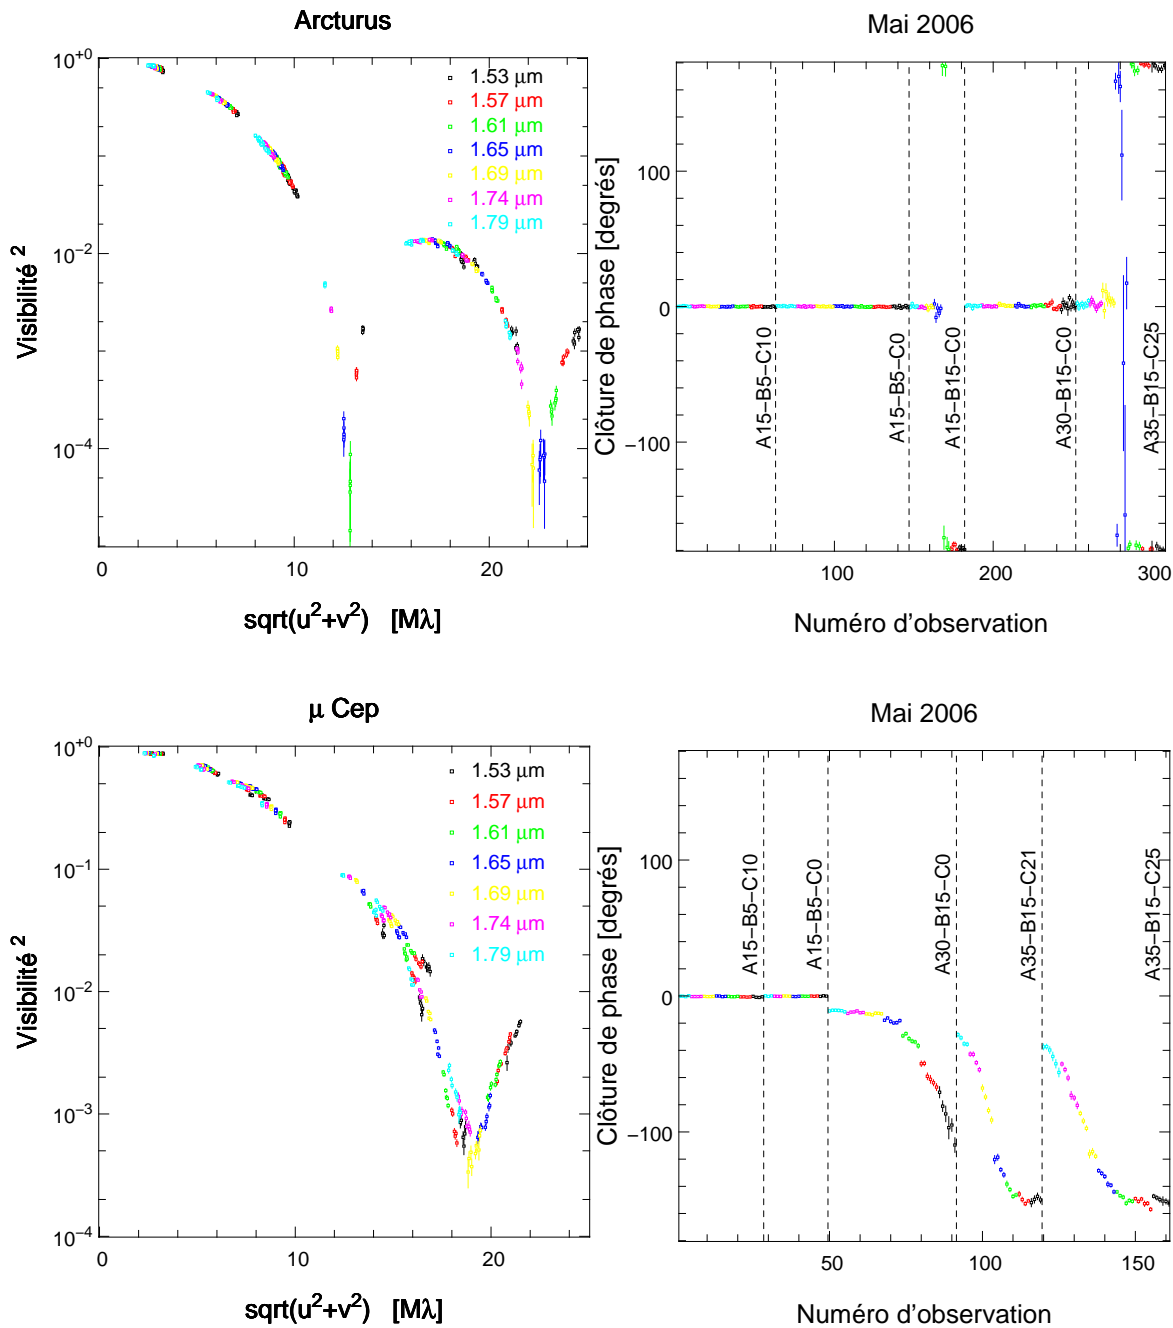 Arcturus
10^+0
10^−2
10^−4
0
10
20
Visibilité ²
sqrt(u²+v²) [Mλ]
1.53 µm
1.57 µm
1.61 µm
1.65 µm
1.69 µm
1.74 µm
1.79 µm
Mai 2006
100
0
−100
100
200
300
Clôture de phase [degrés]
A15−B5−C10
A15−B5−C0
A15−B15−C0
A30−B15−C0
A35−B15−C25
Numéro d'observation
µ Cep
10^+0
10^−1
10^−2
10^−3
10^−4
0
10
20
Visibilité ²
sqrt(u²+v²) [Mλ]
1.53 µm
1.57 µm
1.61 µm
1.65 µm
1.69 µm
1.74 µm
1.79 µm
Mai 2006
100
0
−100
50
100
150
Clôture de phase [degrés]
A15−B5−C10
A15−B5−C0
A30−B15−C0
A35−B15−C21
A35−B15−C25
Numéro d'observation